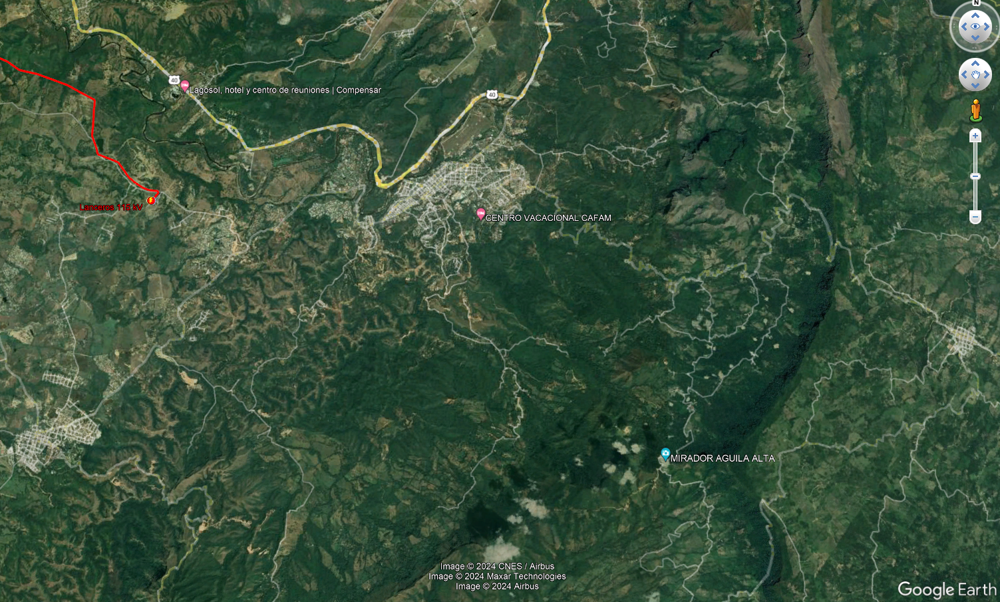 N
40
Lagosol, hotel y centro de reuniones | Compensar
40
Lanceros 115 kV
CENTRO VACACIONAL CAFAM
MIRADOR AGUILA ALTA
Image © 2024 CNES / Airbus
Image © 2024 Maxar Technologies
Image © 2024 Airbus
Google Earth